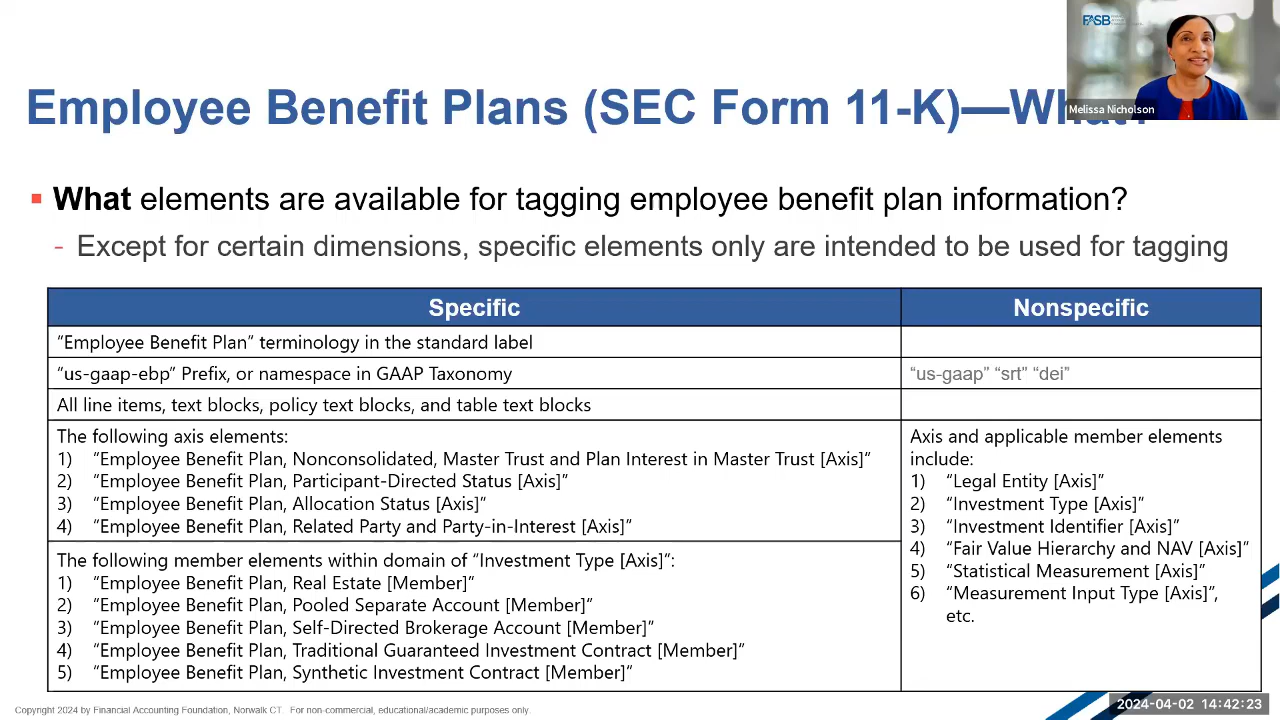 FASB
Melissa Nicholson
Employee Benefit Plans (SEC Form 11-K)—What?
▪ What elements are available for tagging employee benefit plan information?
- Except for certain dimensions, specific elements only are intended to be used for tagging
Specific
Nonspecific
“Employee Benefit Plan” terminology in the standard label
“us-gaap-ebp” Prefix, or namespace in GAAP Taxonomy
“us-gaap” “srt” “dei”
All line items, text blocks, policy text blocks, and table text blocks
The following axis elements:
1) “Employee Benefit Plan, Nonconsolidated, Master Trust and Plan Interest in Master Trust [Axis]”
2) “Employee Benefit Plan, Participant-Directed Status [Axis]”
3) “Employee Benefit Plan, Allocation Status [Axis]”
4) “Employee Benefit Plan, Related Party and Party-in-Interest [Axis]”
The following member elements within domain of “Investment Type [Axis]”:
1) “Employee Benefit Plan, Real Estate [Member]”
2) “Employee Benefit Plan, Pooled Separate Account [Member]”
3) “Employee Benefit Plan, Self-Directed Brokerage Account [Member]”
4) “Employee Benefit Plan, Traditional Guaranteed Investment Contract [Member]”
5) “Employee Benefit Plan, Synthetic Investment Contract [Member]”
Axis and applicable member elements
include:
1) “Legal Entity [Axis]”
2) “Investment Type [Axis]”
3) “Investment Identifier [Axis]”
4) “Fair Value Hierarchy and NAV [Axis]”
5) “Statistical Measurement [Axis]”
6) “Measurement Input Type [Axis]”,
etc.
Copyright 2024 by Financial Accounting Foundation, Norwalk CT. For non-commercial, educational/academic purposes only.
2024-04-02 14:42:23